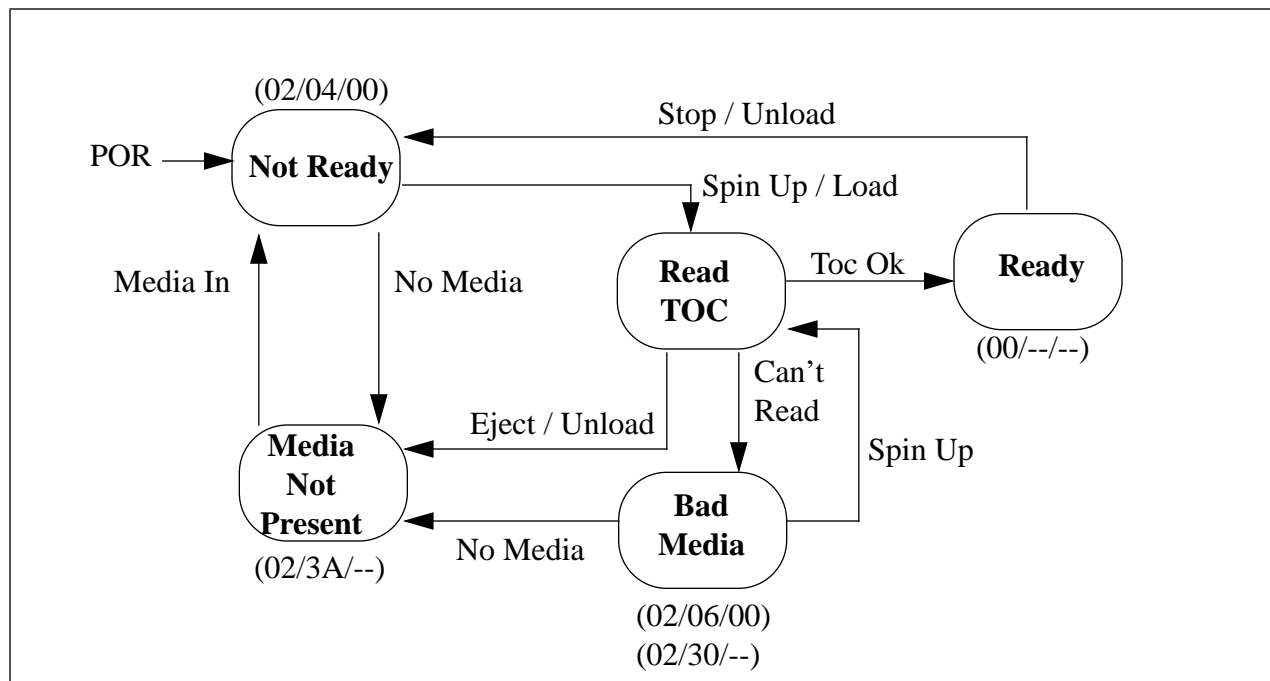 (02/04/00)
POR
Not Ready
Stop / Unload
Spin Up / Load
Media In
No Media
Read
TOC
Toc Ok
Ready
(00/--/--)
Can’t
Read
Eject / Unload
Spin Up
Media
Not
Present
(02/3A/--)
No Media
Bad
Media
(02/06/00)
(02/30/--)